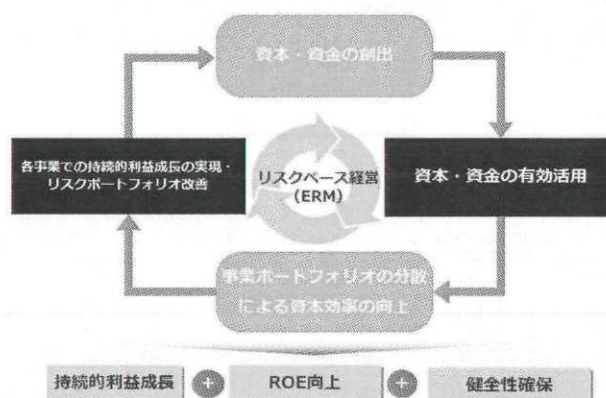 資本・資金の創出
各事業での持続的利益成長の実現・
リスクポートフォリオ改善
リスクベース経営
(ERM)
資本・資金の有効活用
事業ポートフォリオの分散
による資本効率の向上
持続的利益成長 + ROE向上 + 健全性確保